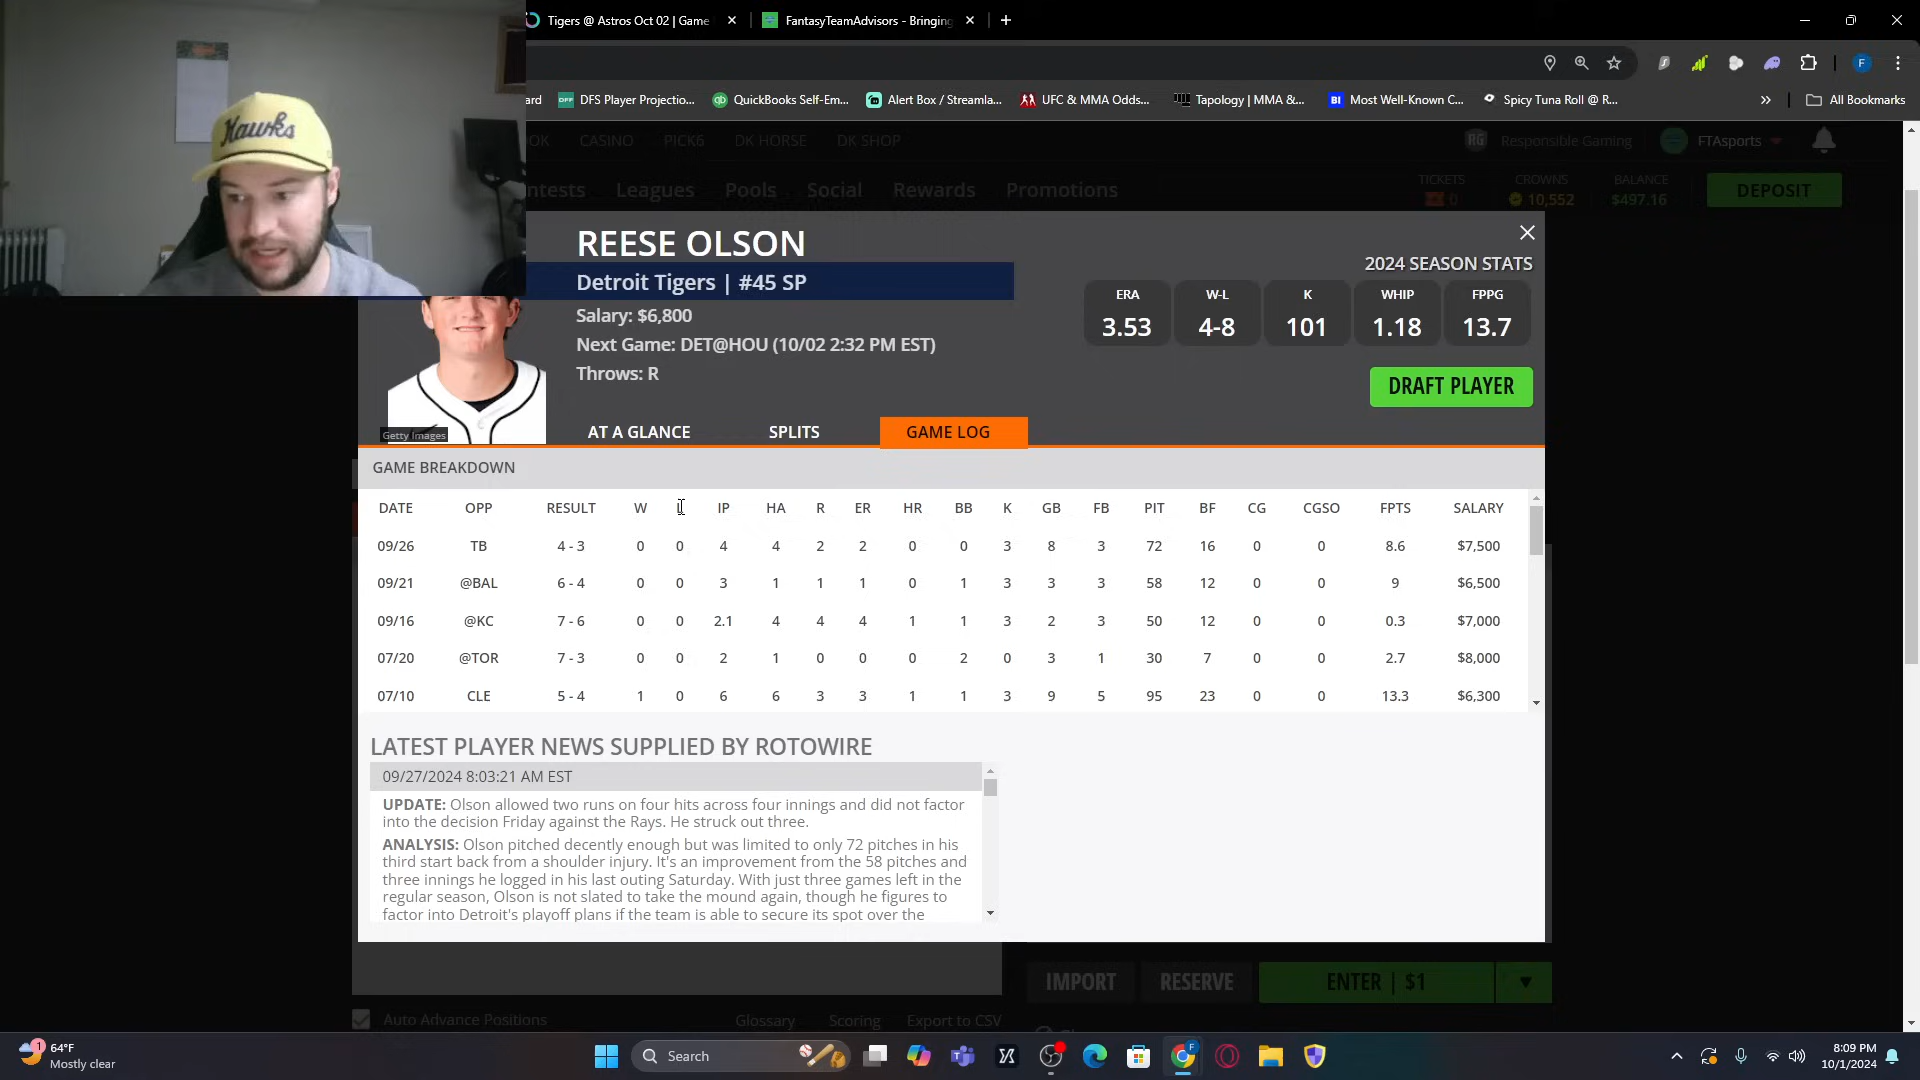 Tigers @ Astros Oct 02 | Game
FantasyTeamAdvisors - Bringing
ard
DFS Player Projectio...
QuickBooks Self-Em...
Alert Box / Streamla...
UFC & MMA Odds...
Tapology | MMA &...
Most Well-Known C...
Spicy Tuna Roll @ R...
All Bookmarks
Hawks
OOK CASINO PICK6 DK HORSE DK SHOP
RG Responsible Gaming FTAsports
ntests Leagues Pools Social Rewards Promotions
TICKETS CROWNS BALANCE
0 10,552 $497.16
DEPOSIT
REESE OLSON
Detroit Tigers | #45 SP
Salary: $6,800
Next Game: DET@HOU (10/02 2:32 PM EST)
Throws: R
2024 SEASON STATS
ERA W-L K WHIP FPPG
3.53 4-8 101 1.18 13.7
DRAFT PLAYER
Getty Images
AT A GLANCE SPLITS GAME LOG
GAME BREAKDOWN
DATE OPP RESULT W L IP HA R ER HR BB K GB FB PIT BF CG CGSO FPTS SALARY
09/26 TB 4 - 3 0 0 4 4 2 2 0 0 3 8 3 72 16 0 0 8.6 $7,500
09/21 @BAL 6 - 4 0 0 3 1 1 1 0 1 3 3 3 58 12 0 0 9 $6,500
09/16 @KC 7 - 6 0 0 2.1 4 4 4 1 1 3 2 3 50 12 0 0 0.3 $7,000
07/20 @TOR 7 - 3 0 0 2 1 0 0 0 2 0 3 1 30 7 0 0 2.7 $8,000
07/10 CLE 5 - 4 1 0 6 6 3 3 1 1 3 9 5 95 23 0 0 13.3 $6,300
LATEST PLAYER NEWS SUPPLIED BY ROTOWIRE
09/27/2024 8:03:21 AM EST
UPDATE: Olson allowed two runs on four hits across four innings and did not factor
into the decision Friday against the Rays. He struck out three.
ANALYSIS: Olson pitched decently enough but was limited to only 72 pitches in his
third start back from a shoulder injury. It's an improvement from the 58 pitches and
three innings he logged in his last outing Saturday. With just three games left in the
regular season, Olson is not slated to take the mound again, though he figures to
factor into Detroit's playoff plans if the team is able to secure its spot over the
IMPORT RESERVE ENTER | $1
Auto Advance Positions Glossary Scoring Export to CSV
64°F
Mostly clear
Search
8:09 PM
10/1/2024